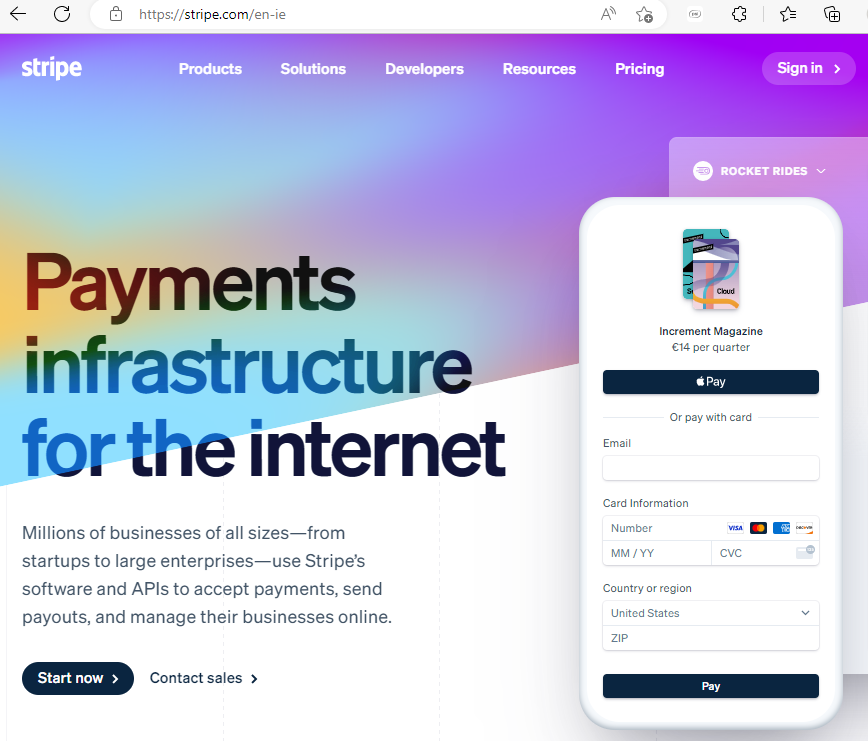 https://stripe.com/en-ie
stripe
Products
Solutions
Developers
Resources
Pricing
Sign in
ROCKET RIDES
Payments
infrastructure
for the internet
Millions of businesses of all sizes—from
startups to large enterprises—use Stripe’s
software and APIs to accept payments, send
payouts, and manage their businesses online.
Start now
Contact sales
Cloud
Increment Magazine
€14 per quarter
Pay
Or pay with card
Email
Card Information
Number
VISA
MM / YY
CVC
Country or region
United States
ZIP
Pay